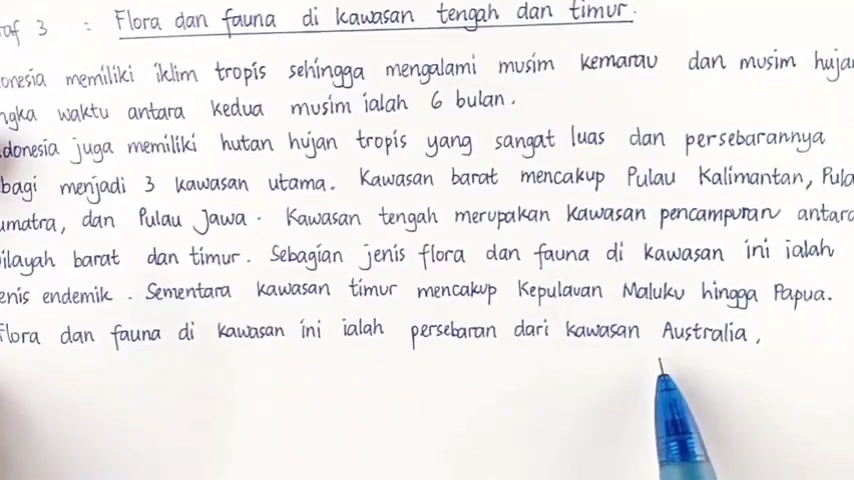 raf 3 : Flora dan fauna di kawasan tengah dan timur.
onesia memiliki iklim tropis sehingga mengalami musim kemarau dan musim hujan
ngka waktu antara kedua musim ialah 6 bulan.
donesia juga memiliki hutan hujan tropis yang sangat luas dan persebarannya
bagi menjadi 3 kawasan utama. Kawasan barat mencakup Pulau Kalimantan, Pula
umatra, dan Pulau Jawa. Kawasan tengah merupakan kawasan pencampuran antara
ilayah barat dan timur. Sebagian jenis flora dan fauna di kawasan ini ialah
enis endemik. Sementara kawasan timur mencakup Kepulauan Maluku hingga Papua.
Flora dan fauna di kawasan ini ialah persebaran dari kawasan Australia,